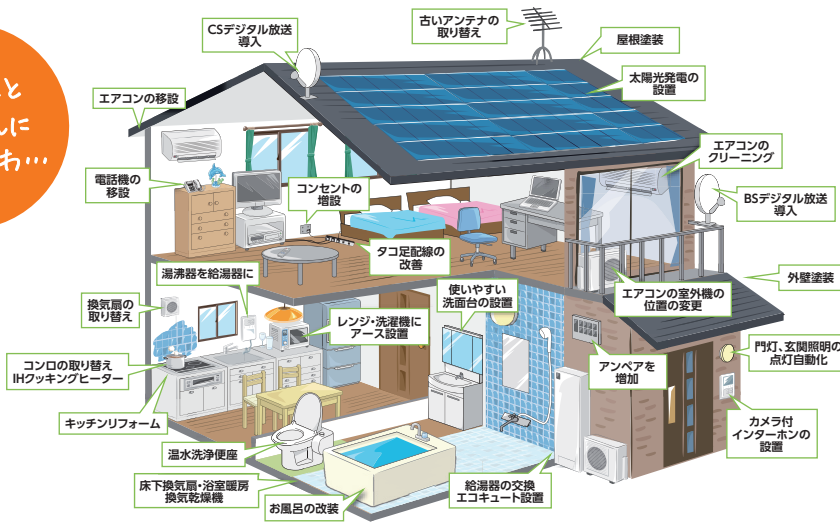 と
に
わ…
CSデジタル放送
導入
古いアンテナの
取り替え
屋根塗装
太陽光発電の
設置
エアコンの移設
エアコンの
クリーニング
電話機の
移設
コンセントの
増設
BSデジタル放送
導入
タコ足配線の
改善
湯沸器を給湯器に
使いやすい
洗面台の設置
外壁塗装
エアコンの室外機の
位置の変更
換気扇の
取り替え
レンジ・洗濯機に
アース設置
門灯、玄関照明の
点灯自動化
コンロの取り替え
IHクッキングヒーター
アンペアを
増加
キッチンリフォーム
カメラ付
インターホンの
設置
温水洗浄便座
床下換気扇・浴室暖房
換気乾燥機
お風呂の改装
給湯器の交換
エコキュート設置